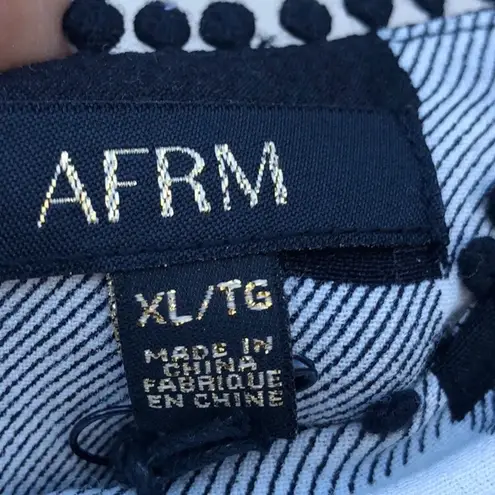 AFRM
XL/TG
MADE IN
CHINA
FABRIQUE
EN CHINE